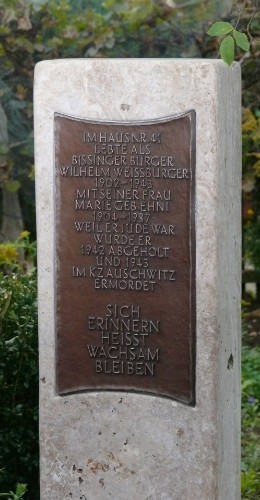 IM HAUS NR. 41
LEBTE ALS
BISSINGER BÜRGER
WILHELM WEISSBURGER
1902 – 1943
MIT SEINER FRAU
MARIE GEB. EHNI
1904 – 1987
WEIL ER JUDE WAR
WURDE ER
1942 ABGEHOLT
UND 1943
IM KZ AUSCHWITZ
ERMORDET
SICH
ERINNERN
HEISST
WACHSAM
BLEIBEN